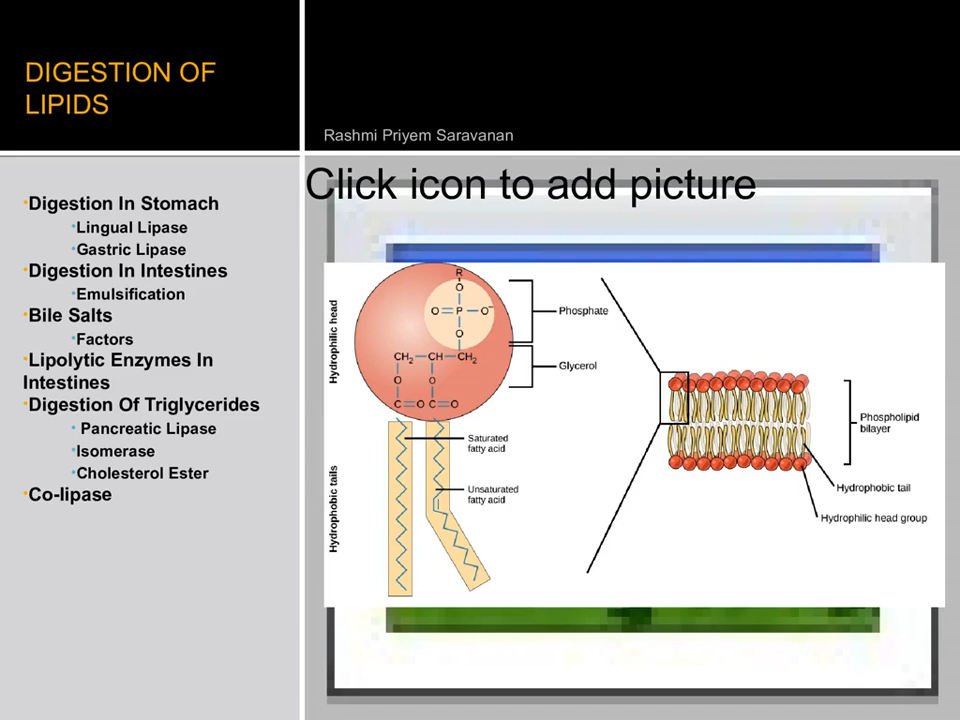 DIGESTION OF
LIPIDS
Rashmi Priyem Saravanan
Click icon to add picture
•Digestion In Stomach
•Lingual Lipase
•Gastric Lipase
•Digestion In Intestines
•Emulsification
•Bile Salts
•Factors
•Lipolytic Enzymes In
Intestines
•Digestion Of Triglycerides
• Pancreatic Lipase
•Isomerase
•Cholesterol Ester
•Co-lipase
Hydrophilic head
Hydrophobic tails
R
O
O=P–O⁻
O
CH₂–CH–CH₂
O O
C=O C=O
Phosphate
Glycerol
Saturated
fatty acid
Unsaturated
fatty acid
Phospholipid
bilayer
Hydrophobic tail
Hydrophilic head group